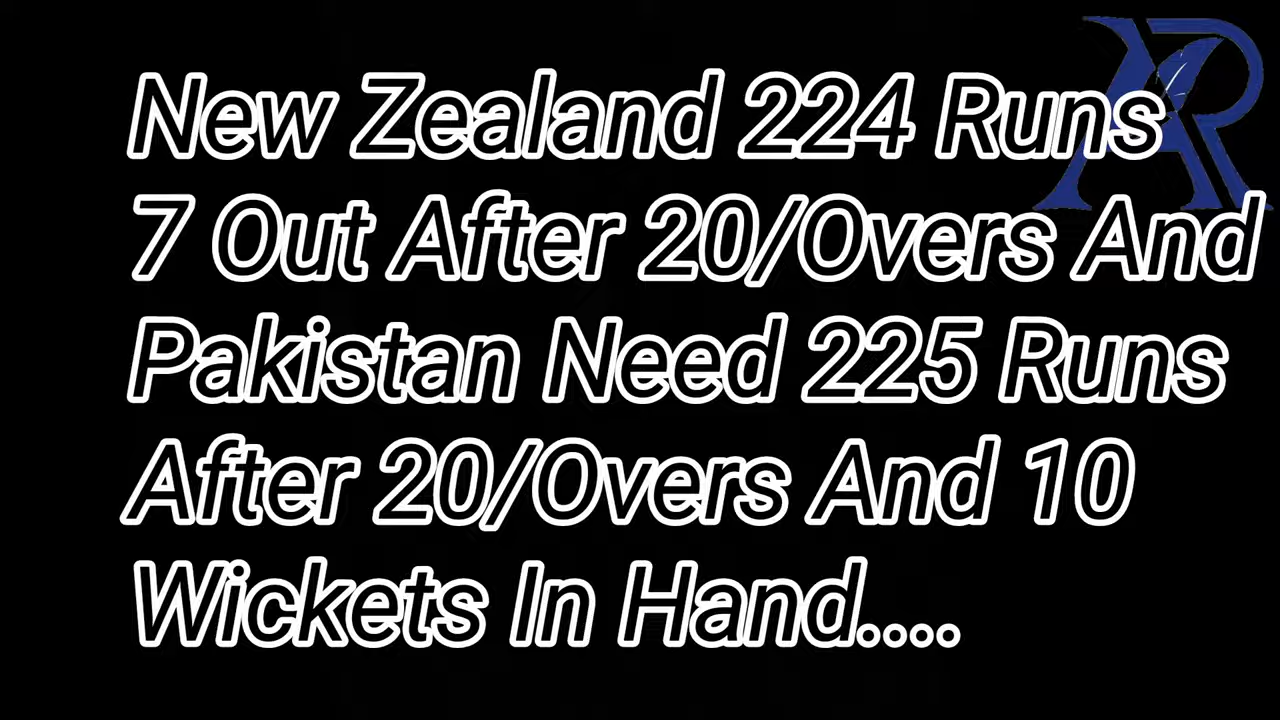 New Zealand 224 Runs
7 Out After 20/Overs And
Pakistan Need 225 Runs
After 20/Overs And 10
Wickets In Hand....
AR